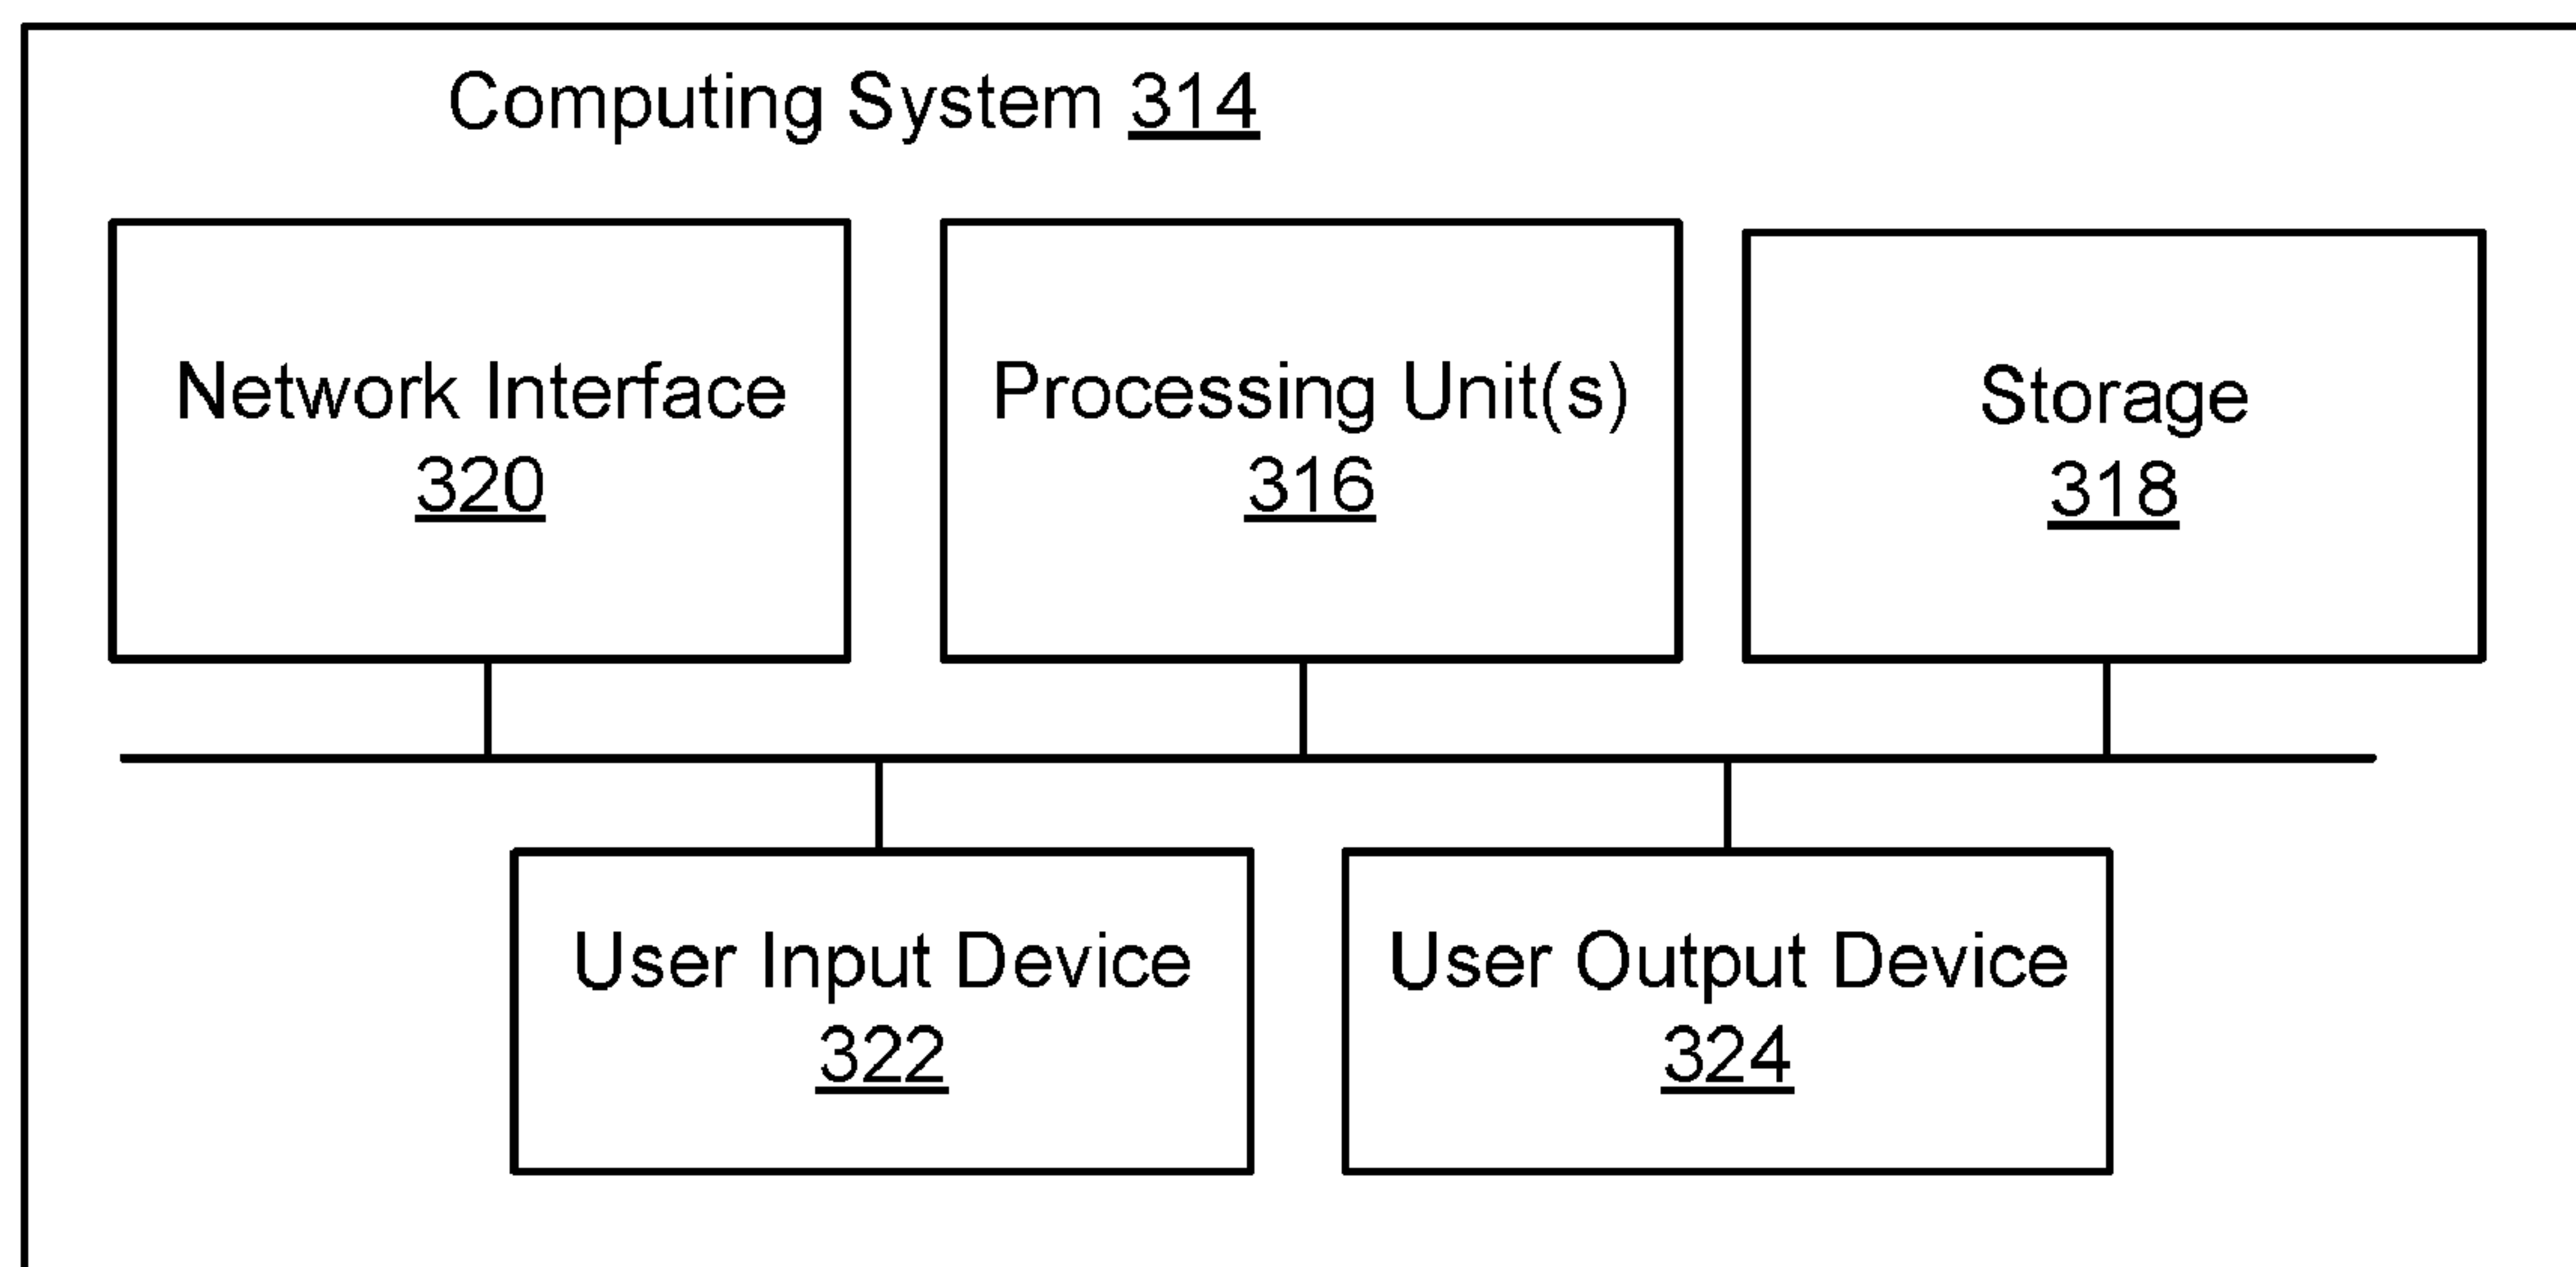 Computing System 314
Network Interface
320
Processing Unit(s)
316
Storage
318
User Input Device
322
User Output Device
324